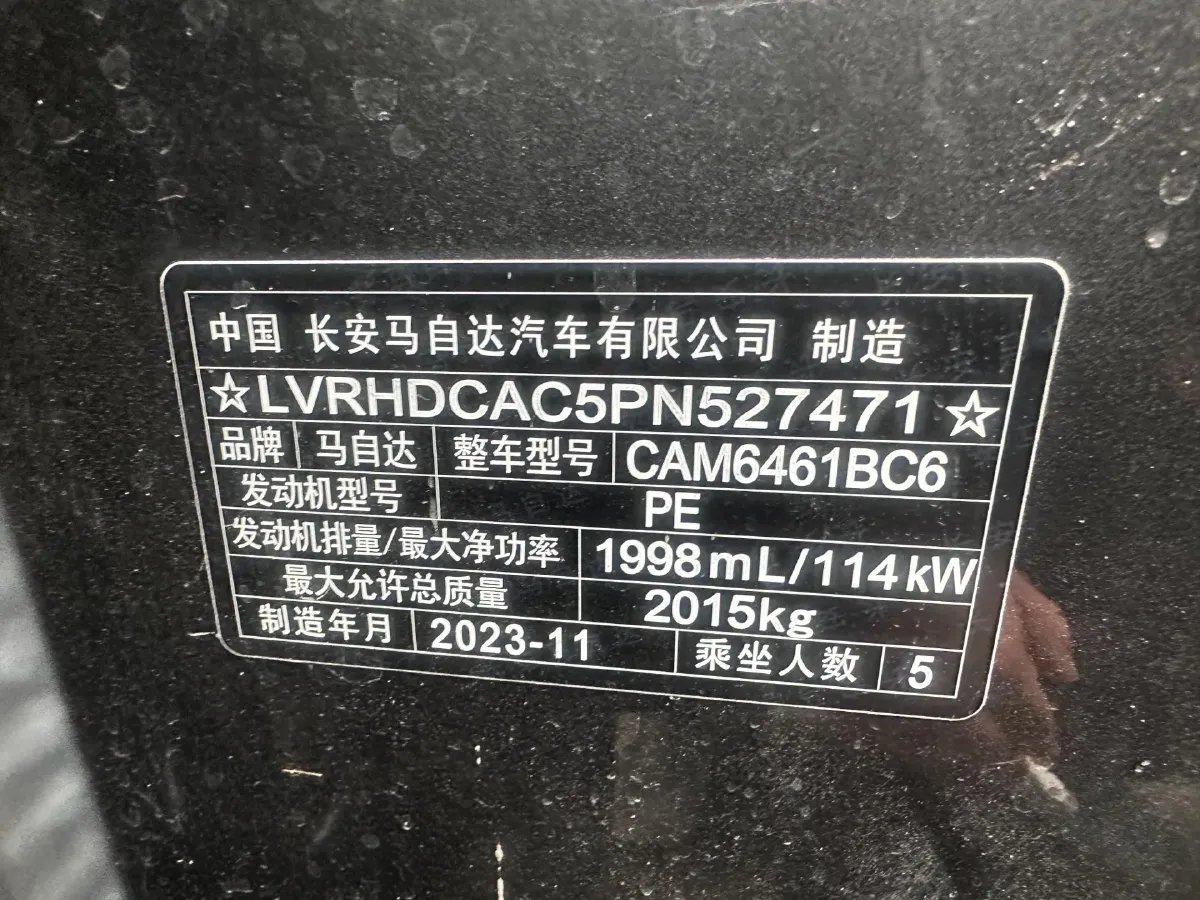 中国 长安马自达汽车有限公司 制造
☆LVRHDCAC5PN527471☆
品牌 马自达 整车型号 CAM6461BC6
发动机型号 PE
发动机排量/最大净功率 1998mL/114kW
最大允许总质量 2015kg
制造年月 2023-11 乘坐人数 5